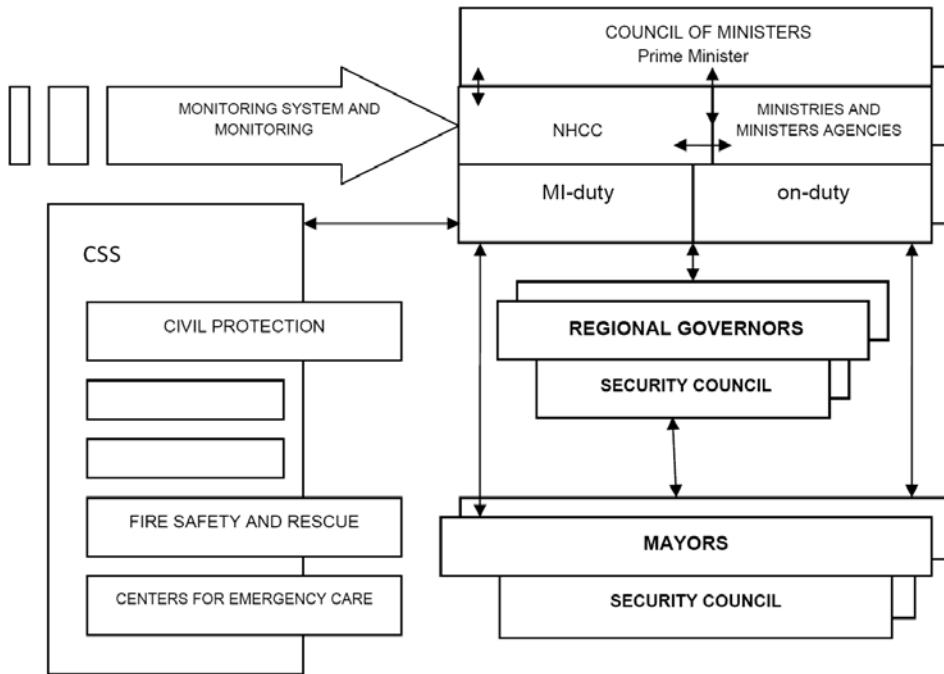 COUNCIL OF MINISTERS
Prime Minister
MONITORING SYSTEM AND
MONITORING
NHCC
MINISTRIES AND
MINISTERS AGENCIES
MI-duty
on-duty
CSS
CIVIL PROTECTION
REGIONAL GOVERNORS
SECURITY COUNCIL
FIRE SAFETY AND RESCUE
MAYORS
CENTERS FOR EMERGENCY CARE
SECURITY COUNCIL